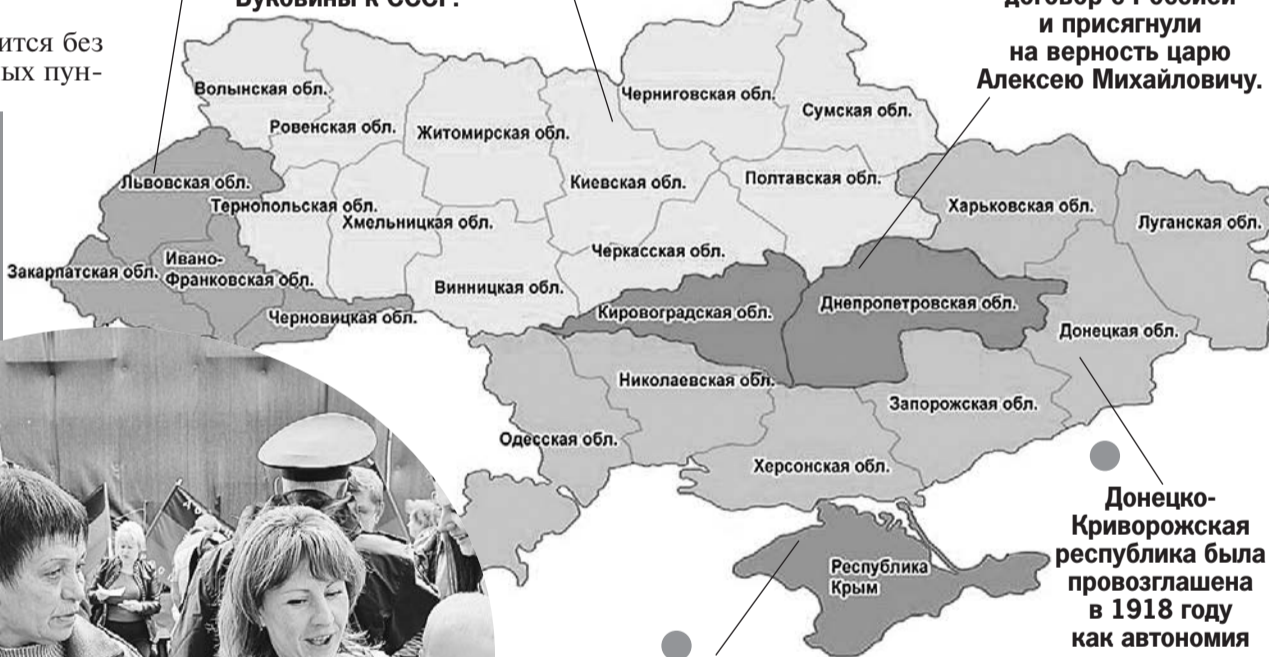 Буковины к СССР.
договор с Россией
и присягнули
на верность царю
Алексею Михайловичу.
ится без
ых пун-
Волынская обл.
Ровенская обл.
Житомирская обл.
Черниговская обл.
Сумская обл.
Львовская обл.
Тернопольская обл.
Хмельницкая обл.
Киевская обл.
Полтавская обл.
Харьковская обл.
Луганская обл.
Черкасская обл.
Закарпатская обл.
Ивано-
Франковская обл.
Винницкая обл.
Черновицкая обл.
Кировоградская обл.
Днепропетровская обл.
Донецкая обл.
Николаевская обл.
Запорожская обл.
Одесская обл.
Херсонская обл.
Республика
Крым
Донецко-
Криворожская
республика была
провозглашена
в 1918 году
как автономия